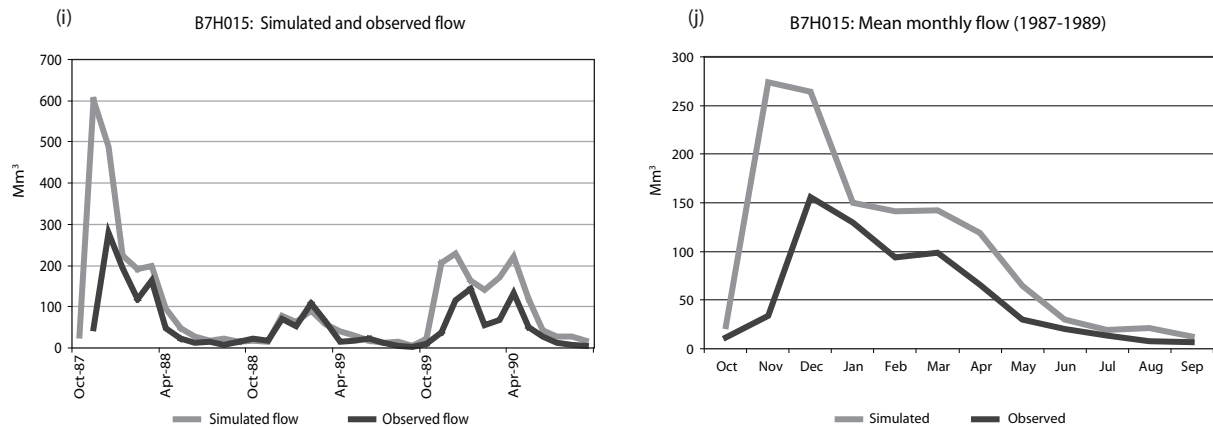 (i)
B7H015: Simulated and observed flow
700
600
500
400
300
200
100
0
Mm³
Oct-87
Apr-88
Oct-88
Apr-89
Oct-89
Apr-90
Simulated flow
Observed flow
(j)
B7H015: Mean monthly flow (1987-1989)
300
250
200
150
100
50
0
Mm³
Oct Nov Dec Jan Feb Mar Apr May Jun Jul Aug Sep
Simulated
Observed